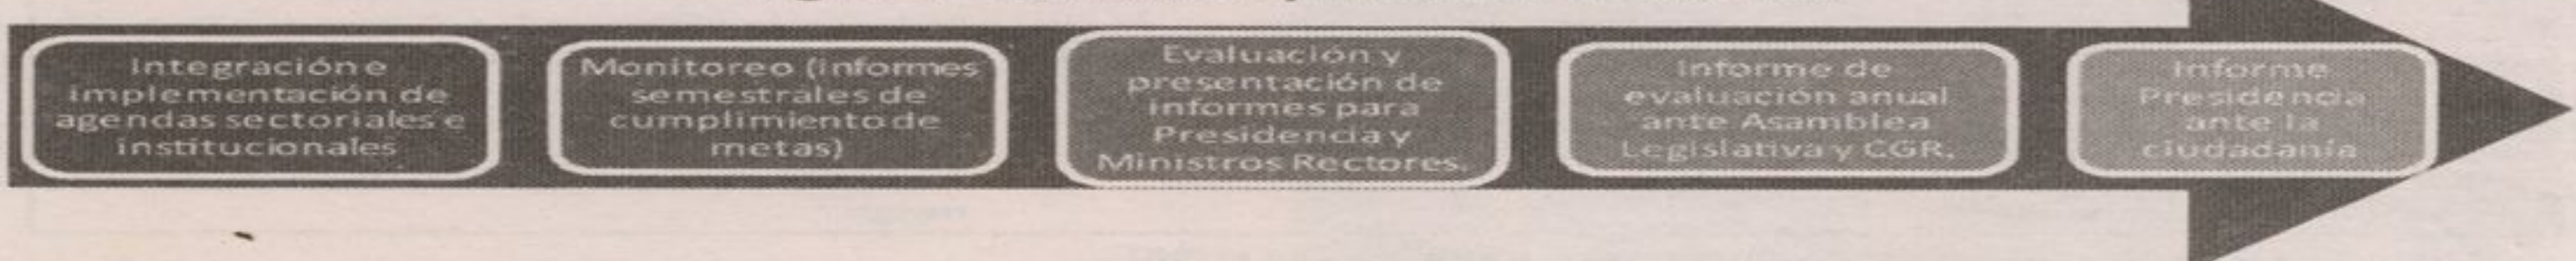 Integración e
implementación de
agendas sectoriales e
institucionales
Monitoreo (informes
semestrales de
cumplimiento de
metas)
Evaluación y
presentación de
informes para
Presidencia y
Ministros Rectores.
Informe de
evaluación anual
ante Asamblea
Legislativa y CGR.
Informe
Presidencia
ante la
ciudadanía